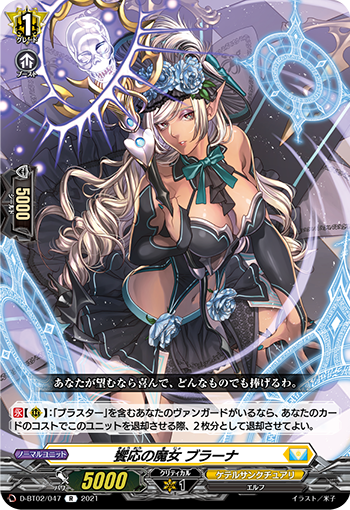 1
グレード
ブースト
5000
シールド
あなたが望むなら喜んで、どんなものでも捧げるわ。
永【】:「ブラスター」を含むあなたのヴァンガードがいるなら、あなたのカー
ドのコストでこのユニットを退却させる際、2枚分として退却させてよい。
ノーマルユニット
饗応の魔女 ブラーナ
パワー 5000
クリティカル
1
ケテルサンクチュアリ
エルフ
D-BT02/047 R 2021
イラスト/米子